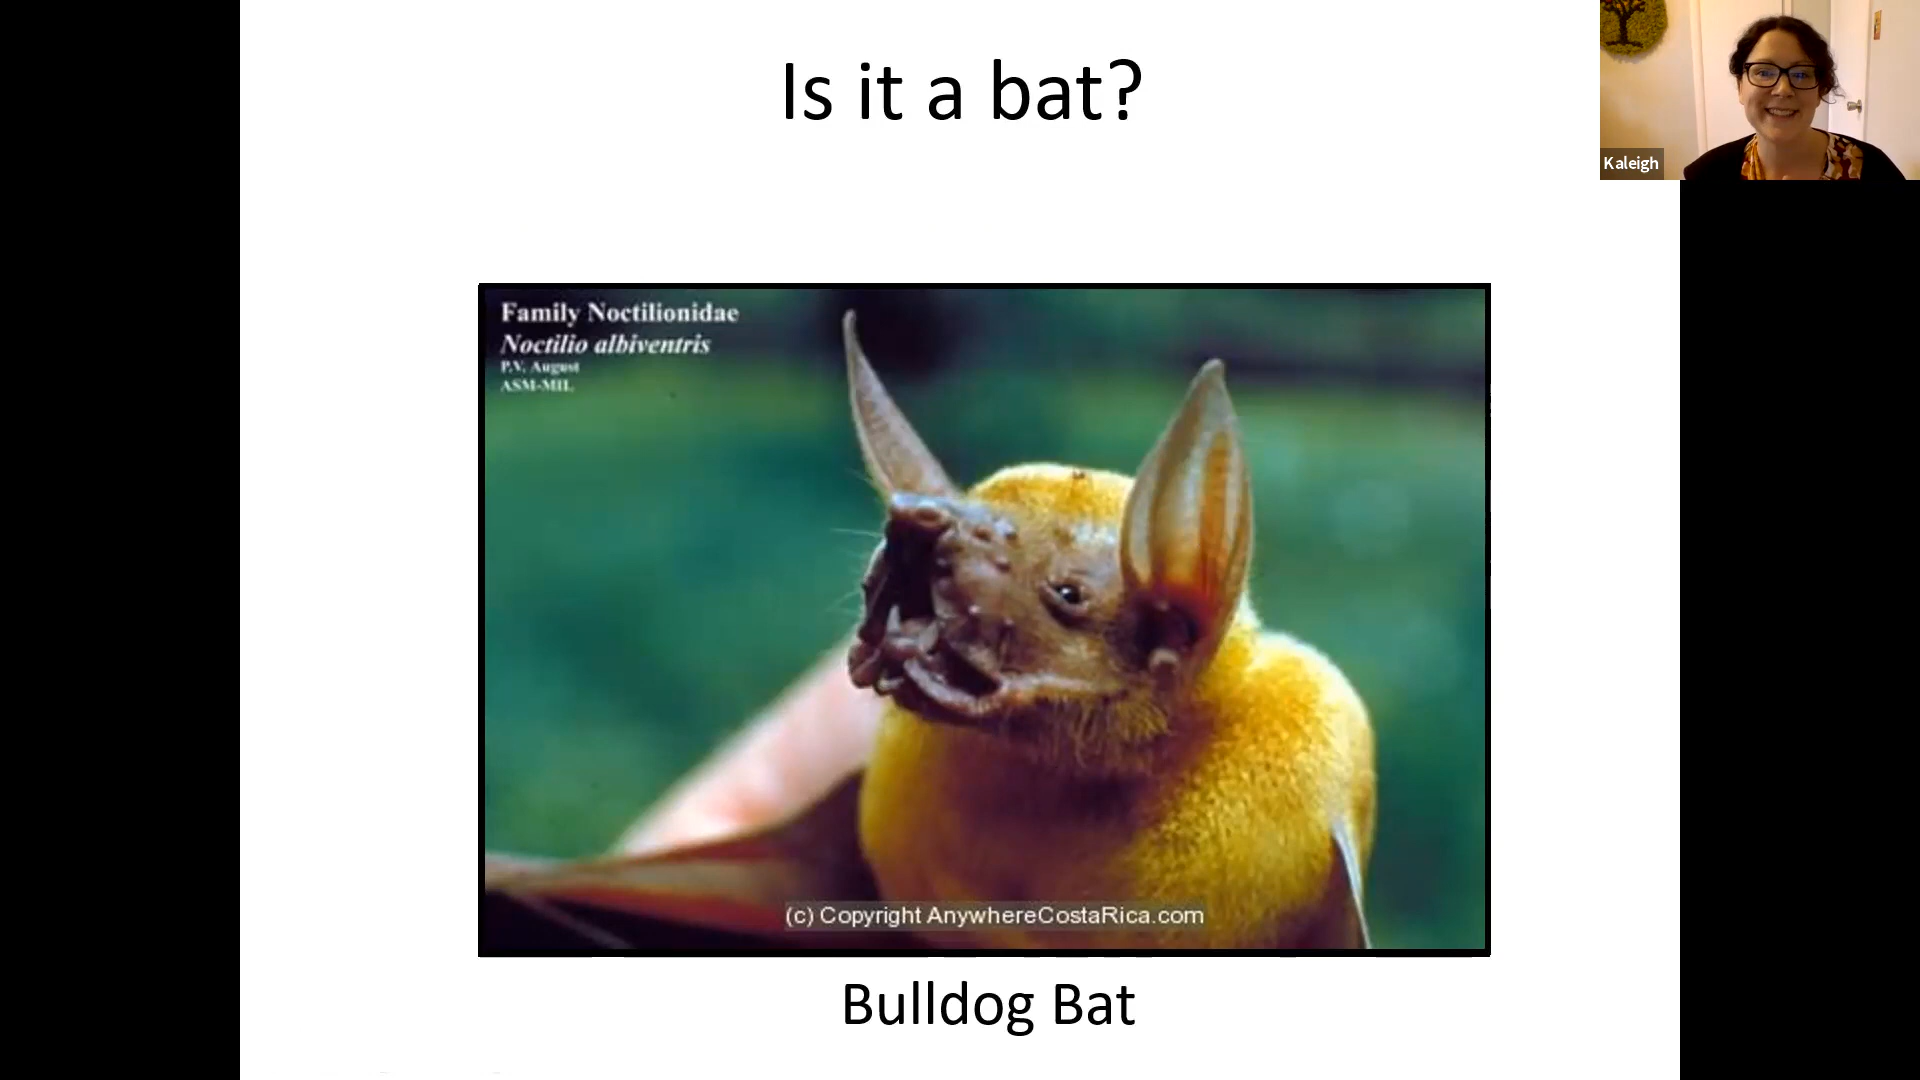 Is it a bat?
Kaleigh
Family Noctilionidae
Noctilio albiventris
P.V. August
ASM-MIL
(c) Copyright AnywhereCostaRica.com
Bulldog Bat